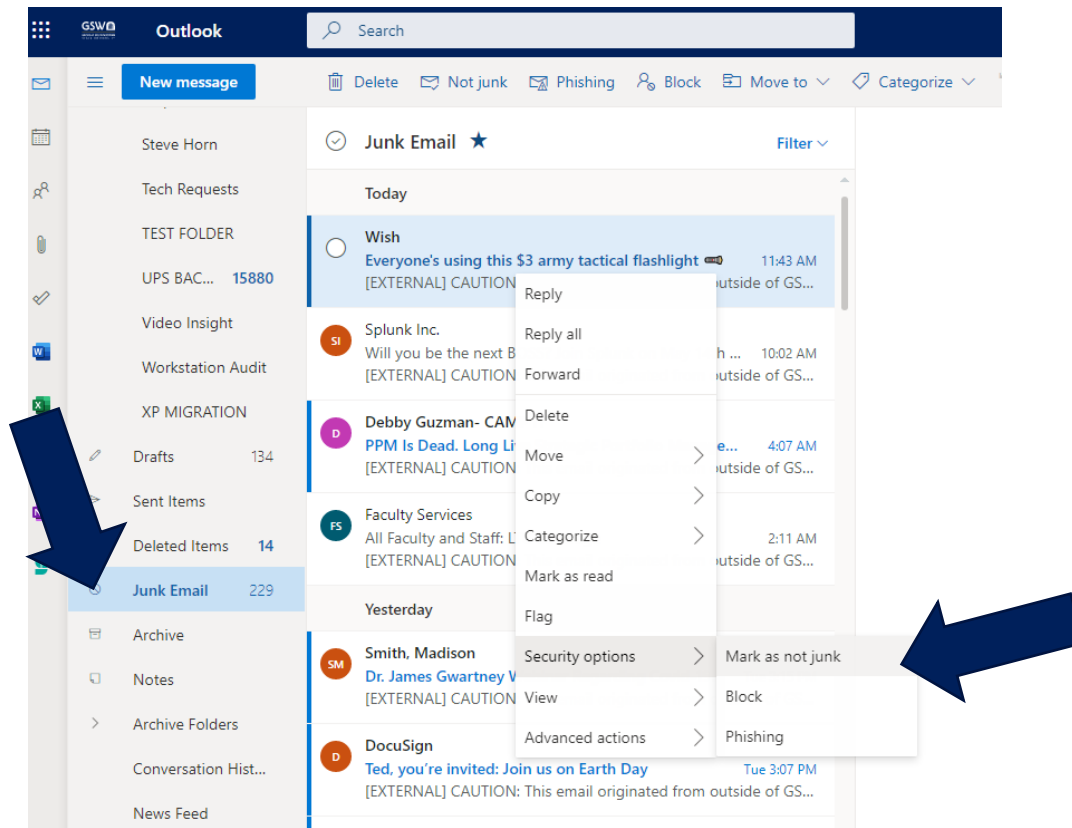 GSW
Outlook
Search
New message
Delete
Not junk
Phishing
Block
Move to
Categorize
Steve Horn
Tech Requests
TEST FOLDER
UPS BAC... 15880
Video Insight
Workstation Audit
XP MIGRATION
Drafts 134
Sent Items
Deleted Items 14
Junk Email 229
Archive
Notes
Archive Folders
Conversation Hist...
News Feed
Junk Email
Filter
Today
Wish
Everyone's using this $3 army tactical flashlight 11:43 AM
[EXTERNAL] CAUTION utside of GS...
SI
Splunk Inc.
Will you be the next B h ... 10:02 AM
[EXTERNAL] CAUTION utside of GS...
D
Debby Guzman- CAM
PPM Is Dead. Long Li e... 4:07 AM
[EXTERNAL] CAUTION utside of GS...
FS
Faculty Services
All Faculty and Staff: L 2:11 AM
[EXTERNAL] CAUTION utside of GS...
Yesterday
SM
Smith, Madison
Dr. James Gwartney
[EXTERNAL] CAUTION
D
DocuSign
Ted, you're invited: Join us on Earth Day Tue 3:07 PM
[EXTERNAL] CAUTION: This email originated from outside of GS...
Reply
Reply all
Forward
Delete
Move
Copy
Categorize
Mark as read
Flag
Security options
View
Advanced actions
Mark as not junk
Block
Phishing